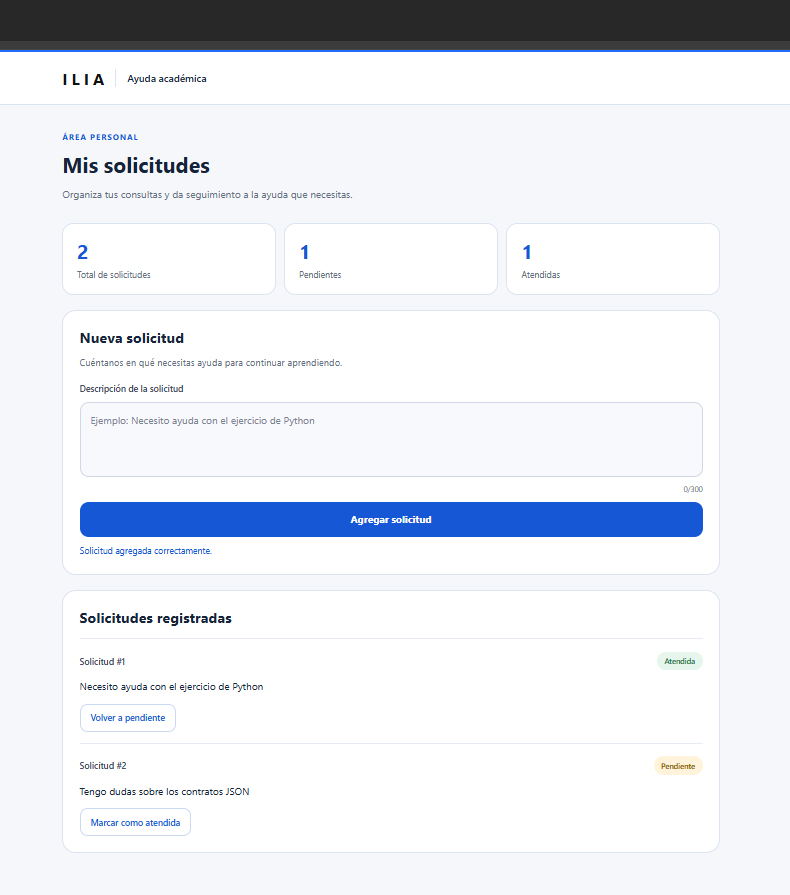 ILIA
Ayuda académica
ÁREA PERSONAL
Mis solicitudes
Organiza tus consultas y da seguimiento a la ayuda que necesitas.
2
Total de solicitudes
1
Pendientes
1
Atendidas
Nueva solicitud
Cuéntanos en qué necesitas ayuda para continuar aprendiendo.
Descripción de la solicitud
Ejemplo: Necesito ayuda con el ejercicio de Python
0/300
Agregar solicitud
Solicitud agregada correctamente.
Solicitudes registradas
Solicitud #1
Atendida
Necesito ayuda con el ejercicio de Python
Volver a pendiente
Solicitud #2
Pendiente
Tengo dudas sobre los contratos JSON
Marcar como atendida